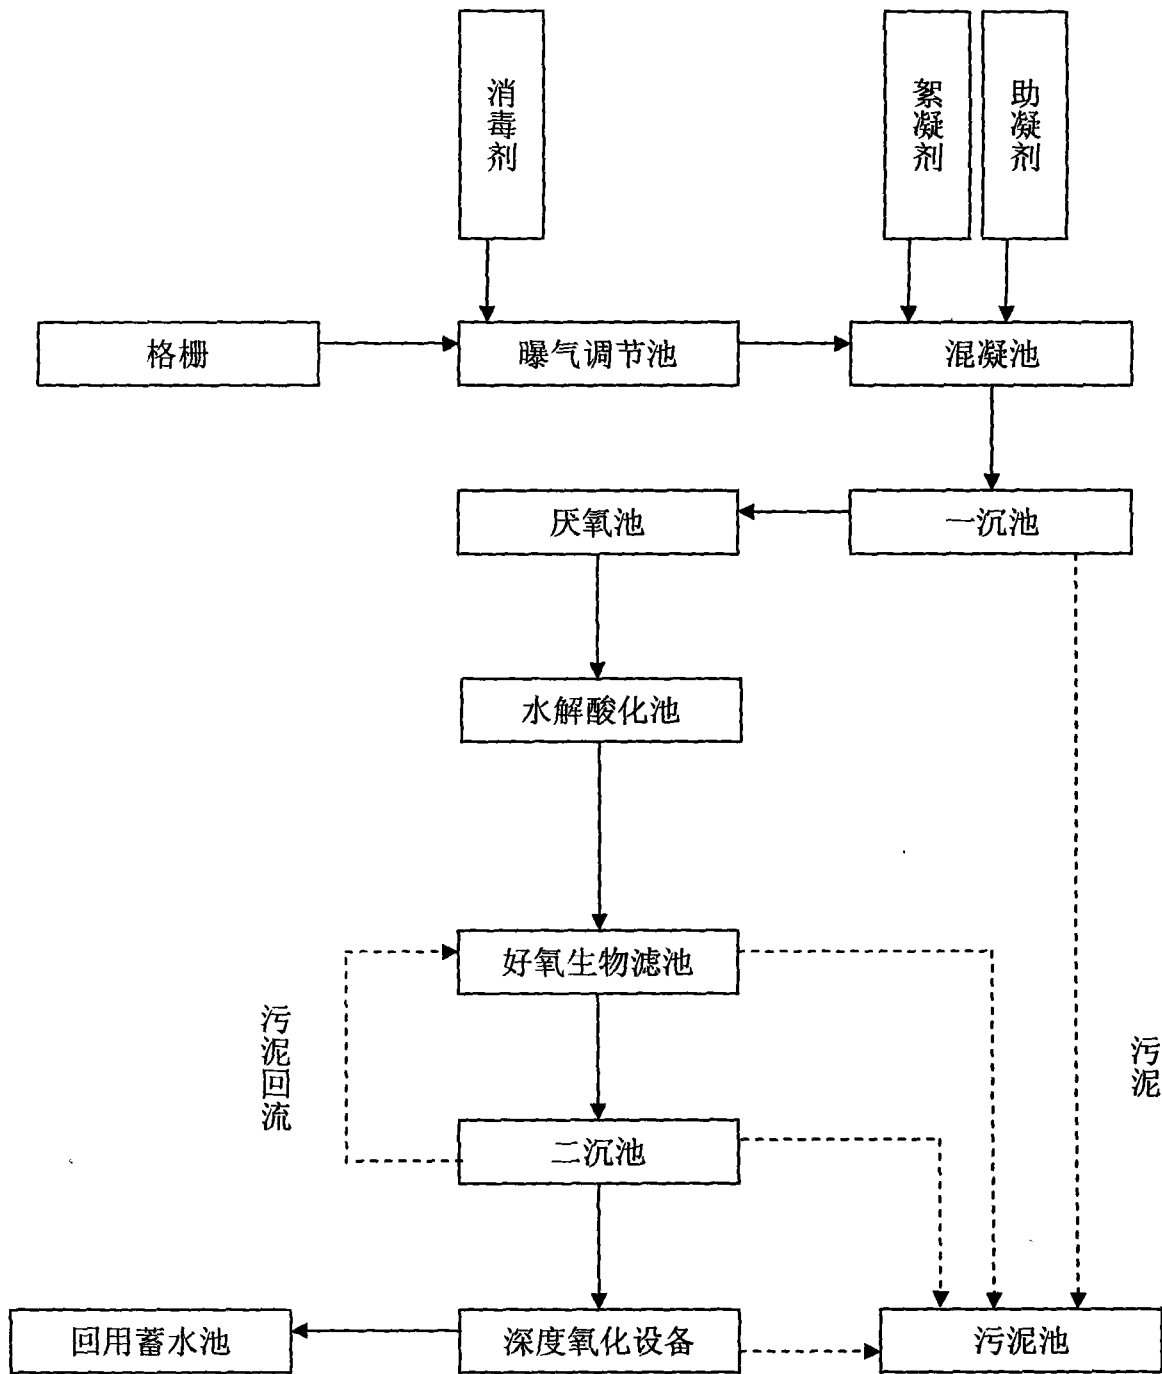 消毒剂
絮凝剂
助凝剂
格栅
曝气调节池
混凝池
厌氧池
一沉池
水解酸化池
好氧生物滤池
污泥回流
污泥
二沉池
回用蓄水池
深度氧化设备
污泥池